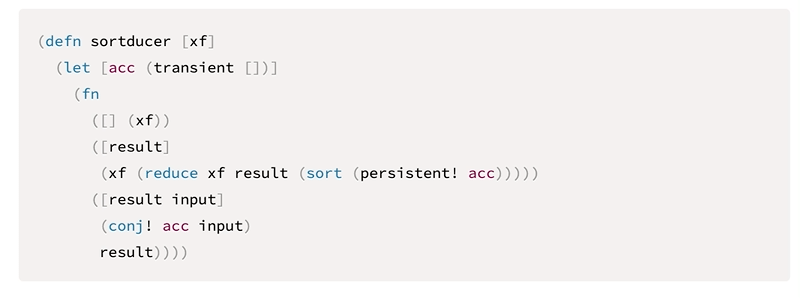 (defn sortducer [xf]
  (let [acc (transient [])]
    (fn
      ([] (xf))
      ([result]
       (xf (reduce xf result (sort (persistent! acc)))))
      ([result input]
       (conj! acc input)
       result))))